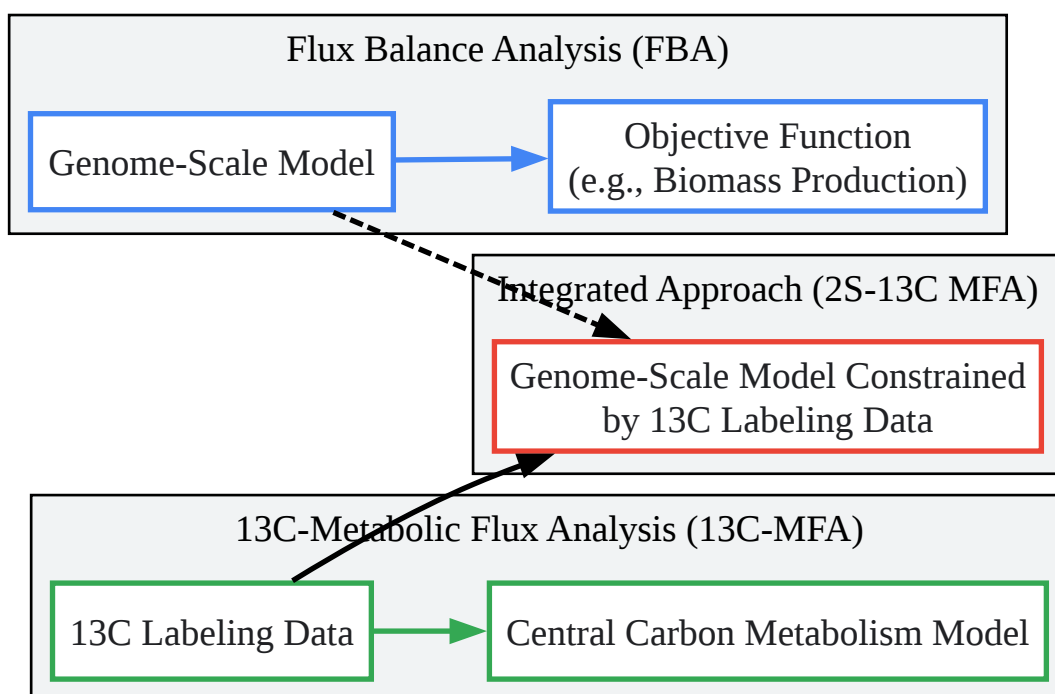 Flux Balance Analysis (FBA)
Genome-Scale Model
Objective Function
(e.g., Biomass Production)
Integrated Approach (2S-13C MFA)
Genome-Scale Model Constrained
by 13C Labeling Data
13C-Metabolic Flux Analysis (13C-MFA)
13C Labeling Data
Central Carbon Metabolism Model